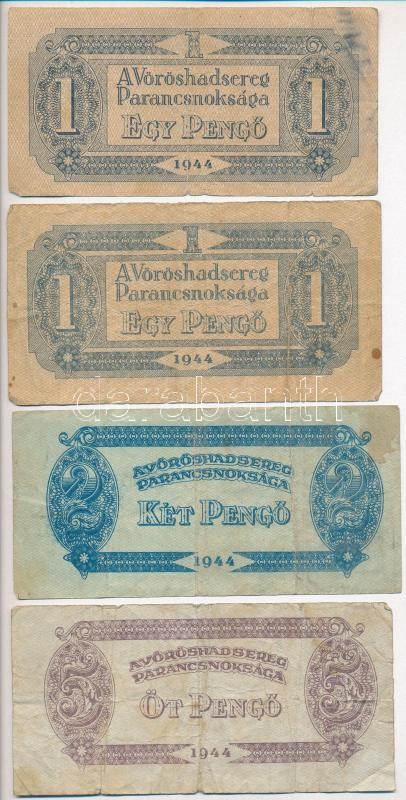 1
A Vöröshadsereg
Parancsnoksága
1 EGY PENGŐ 1
1944
1
A Vöröshadsereg
Parancsnoksága
1 EGY PENGŐ 1
1944
darabanth
A VÖRÖSHADSEREG
PARANCSNOKSÁGA
2 KÉT PENGŐ 2
1944
A VÖRÖSHADSEREG
PARANCSNOKSÁGA
5 ÖT PENGŐ 5
1944